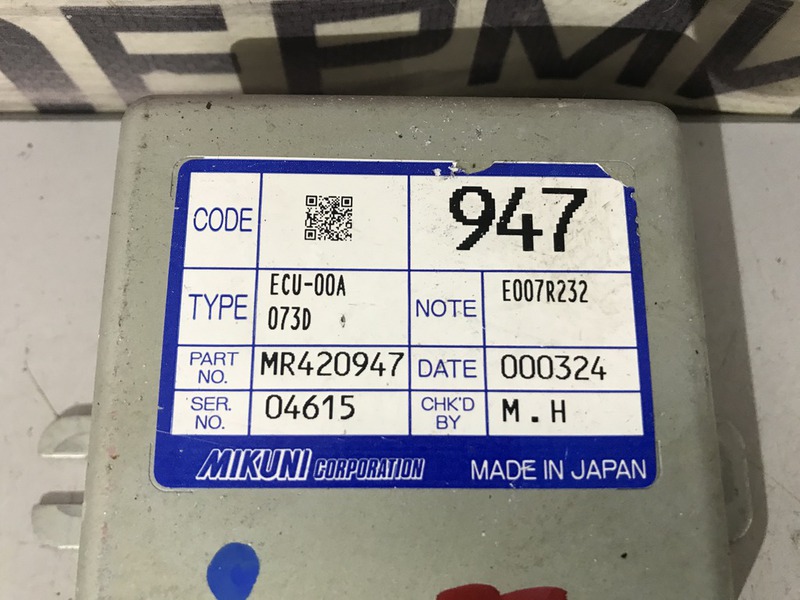 CODE
947
TYPE
ECU-00A
073D
NOTE
E007R232
PART
NO.
MR420947
DATE
000324
SER.
NO.
04615
CHK'D
BY
M.H
MIKUNI CORPORATION
MADE IN JAPAN